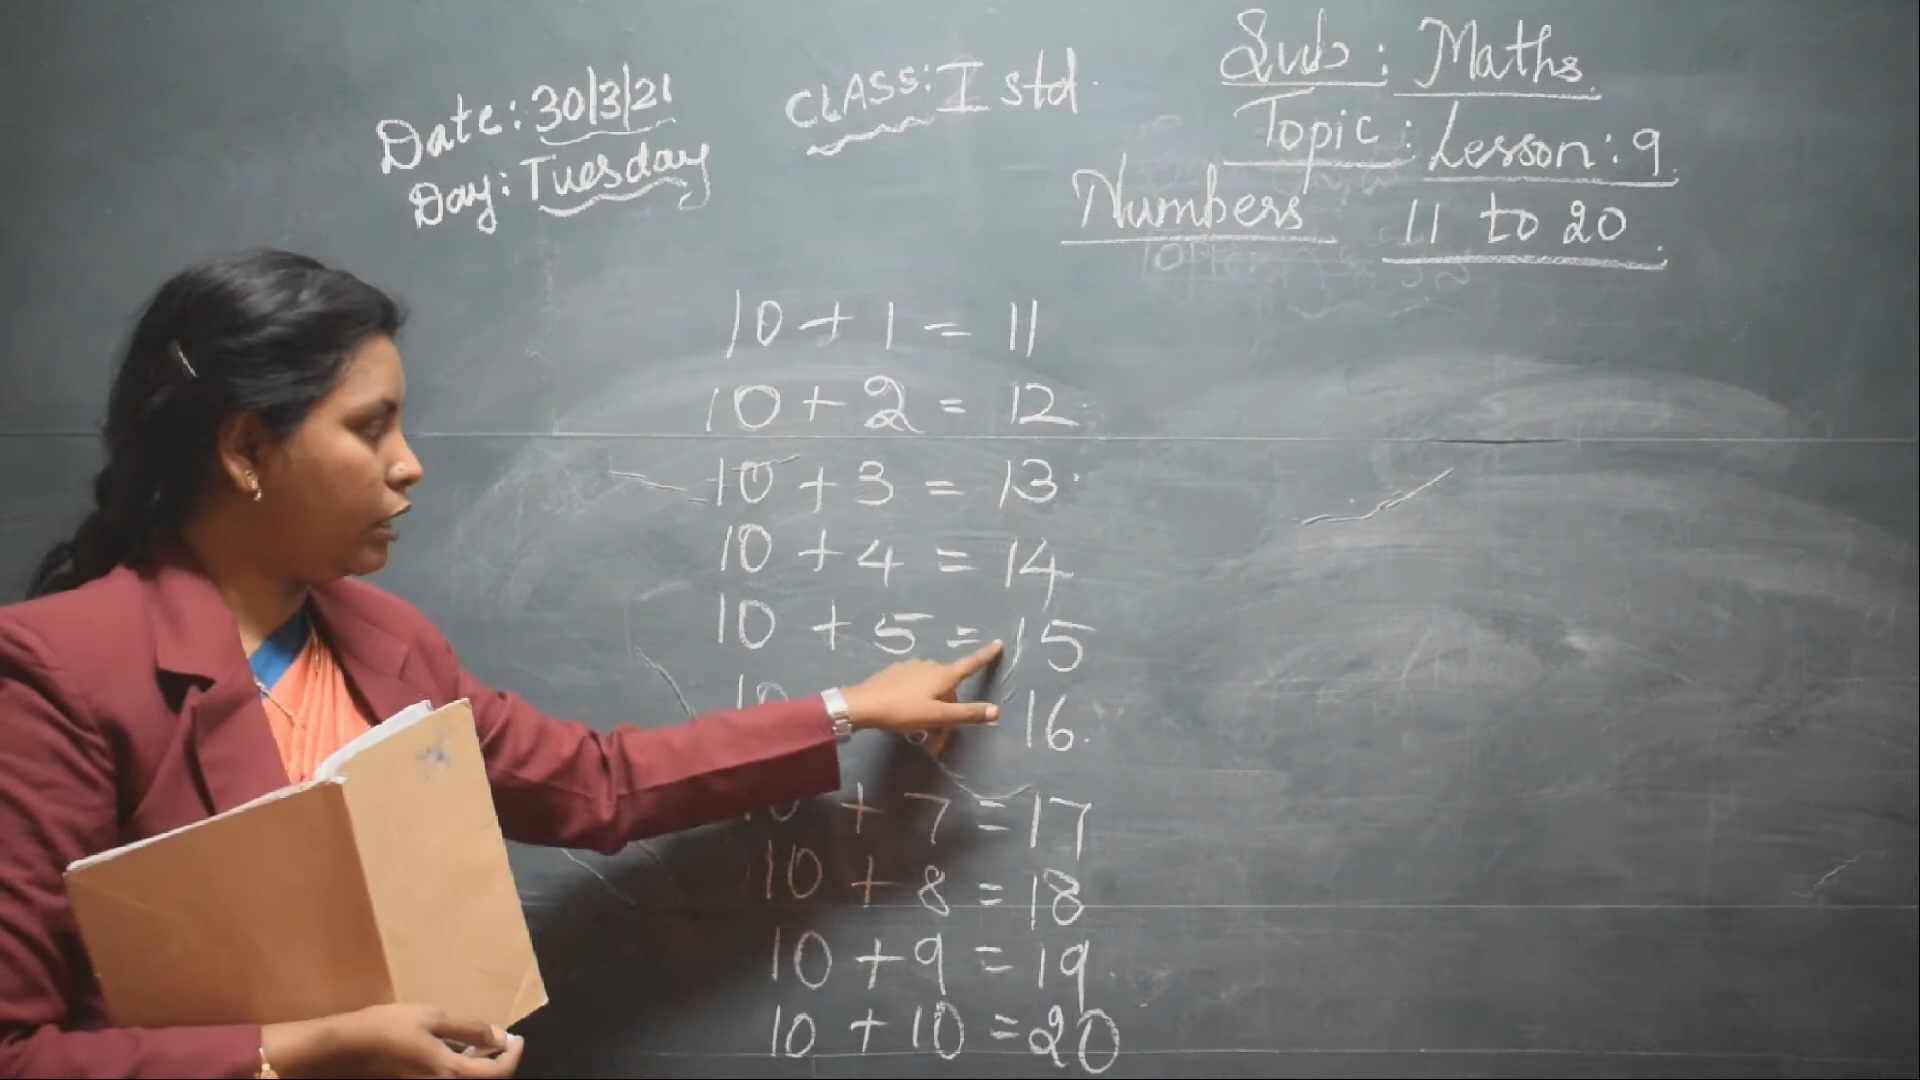 Date: 30/3/21
Day: Tuesday
CLASS: I std.
Sub: Maths
Topic: Lesson: 9.
Numbers 11 to 20.
10 + 1 = 11
10 + 2 = 12.
10 + 3 = 13.
10 + 4 = 14
10 + 5 = 15
10 = 16.
10 + 7 = 17
10 + 8 = 18
10 + 9 = 19.
10 + 10 = 20